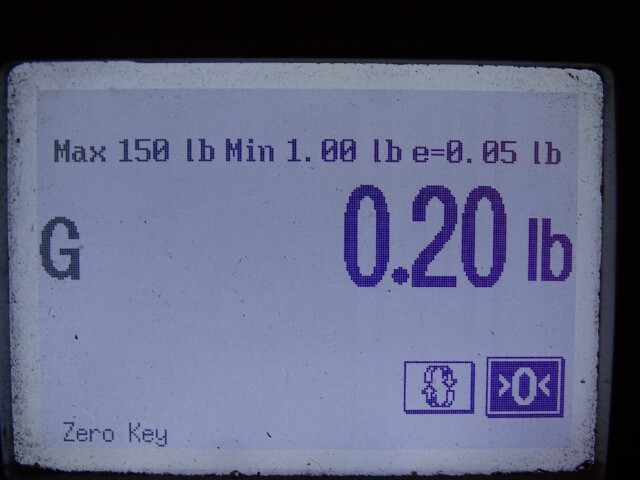 Max 150 lb Min 1.00 lb e=0.05 lb
G 0.20 lb
>0<
Zero Key